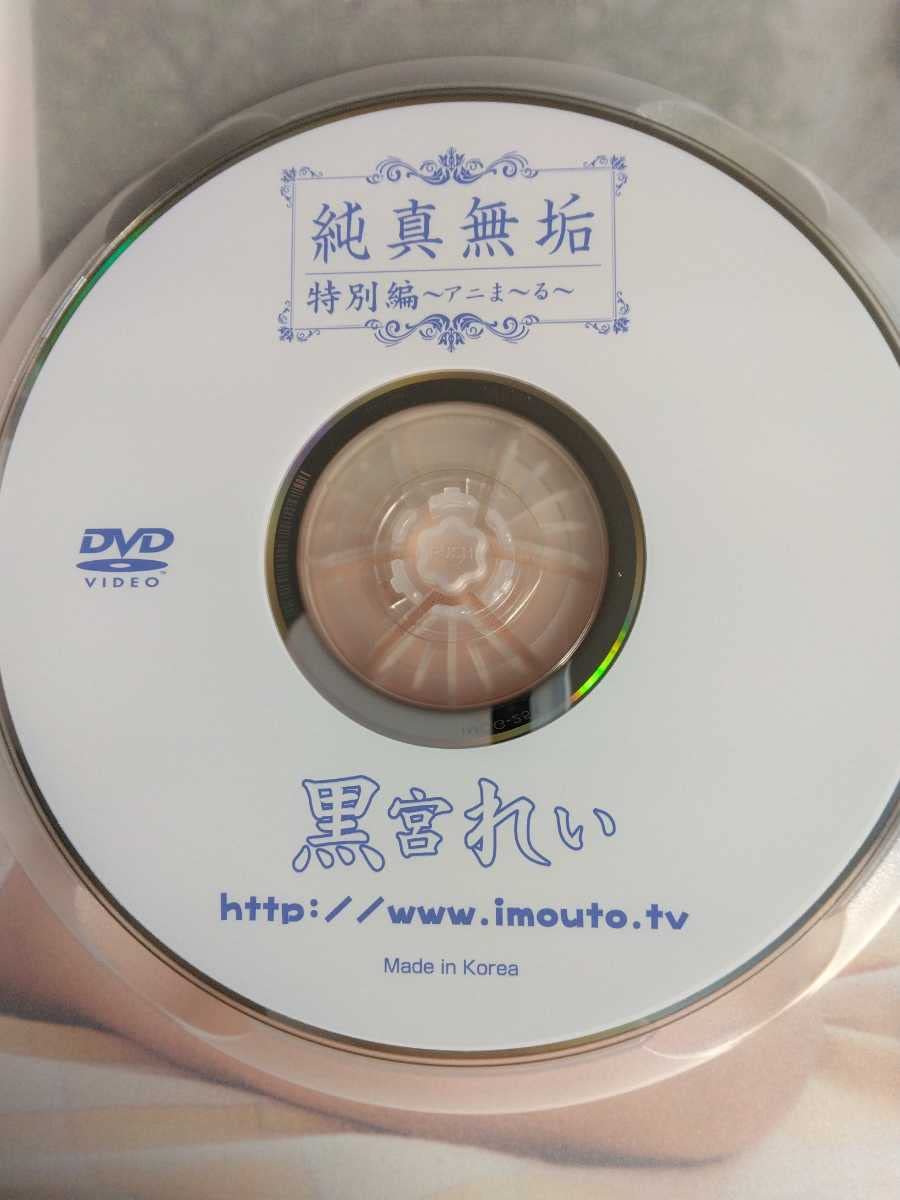 純真無垢
特別編～アニま～る～
DVD
VIDEO™
黒宮れい
http://www.imouto.tv
Made in Korea